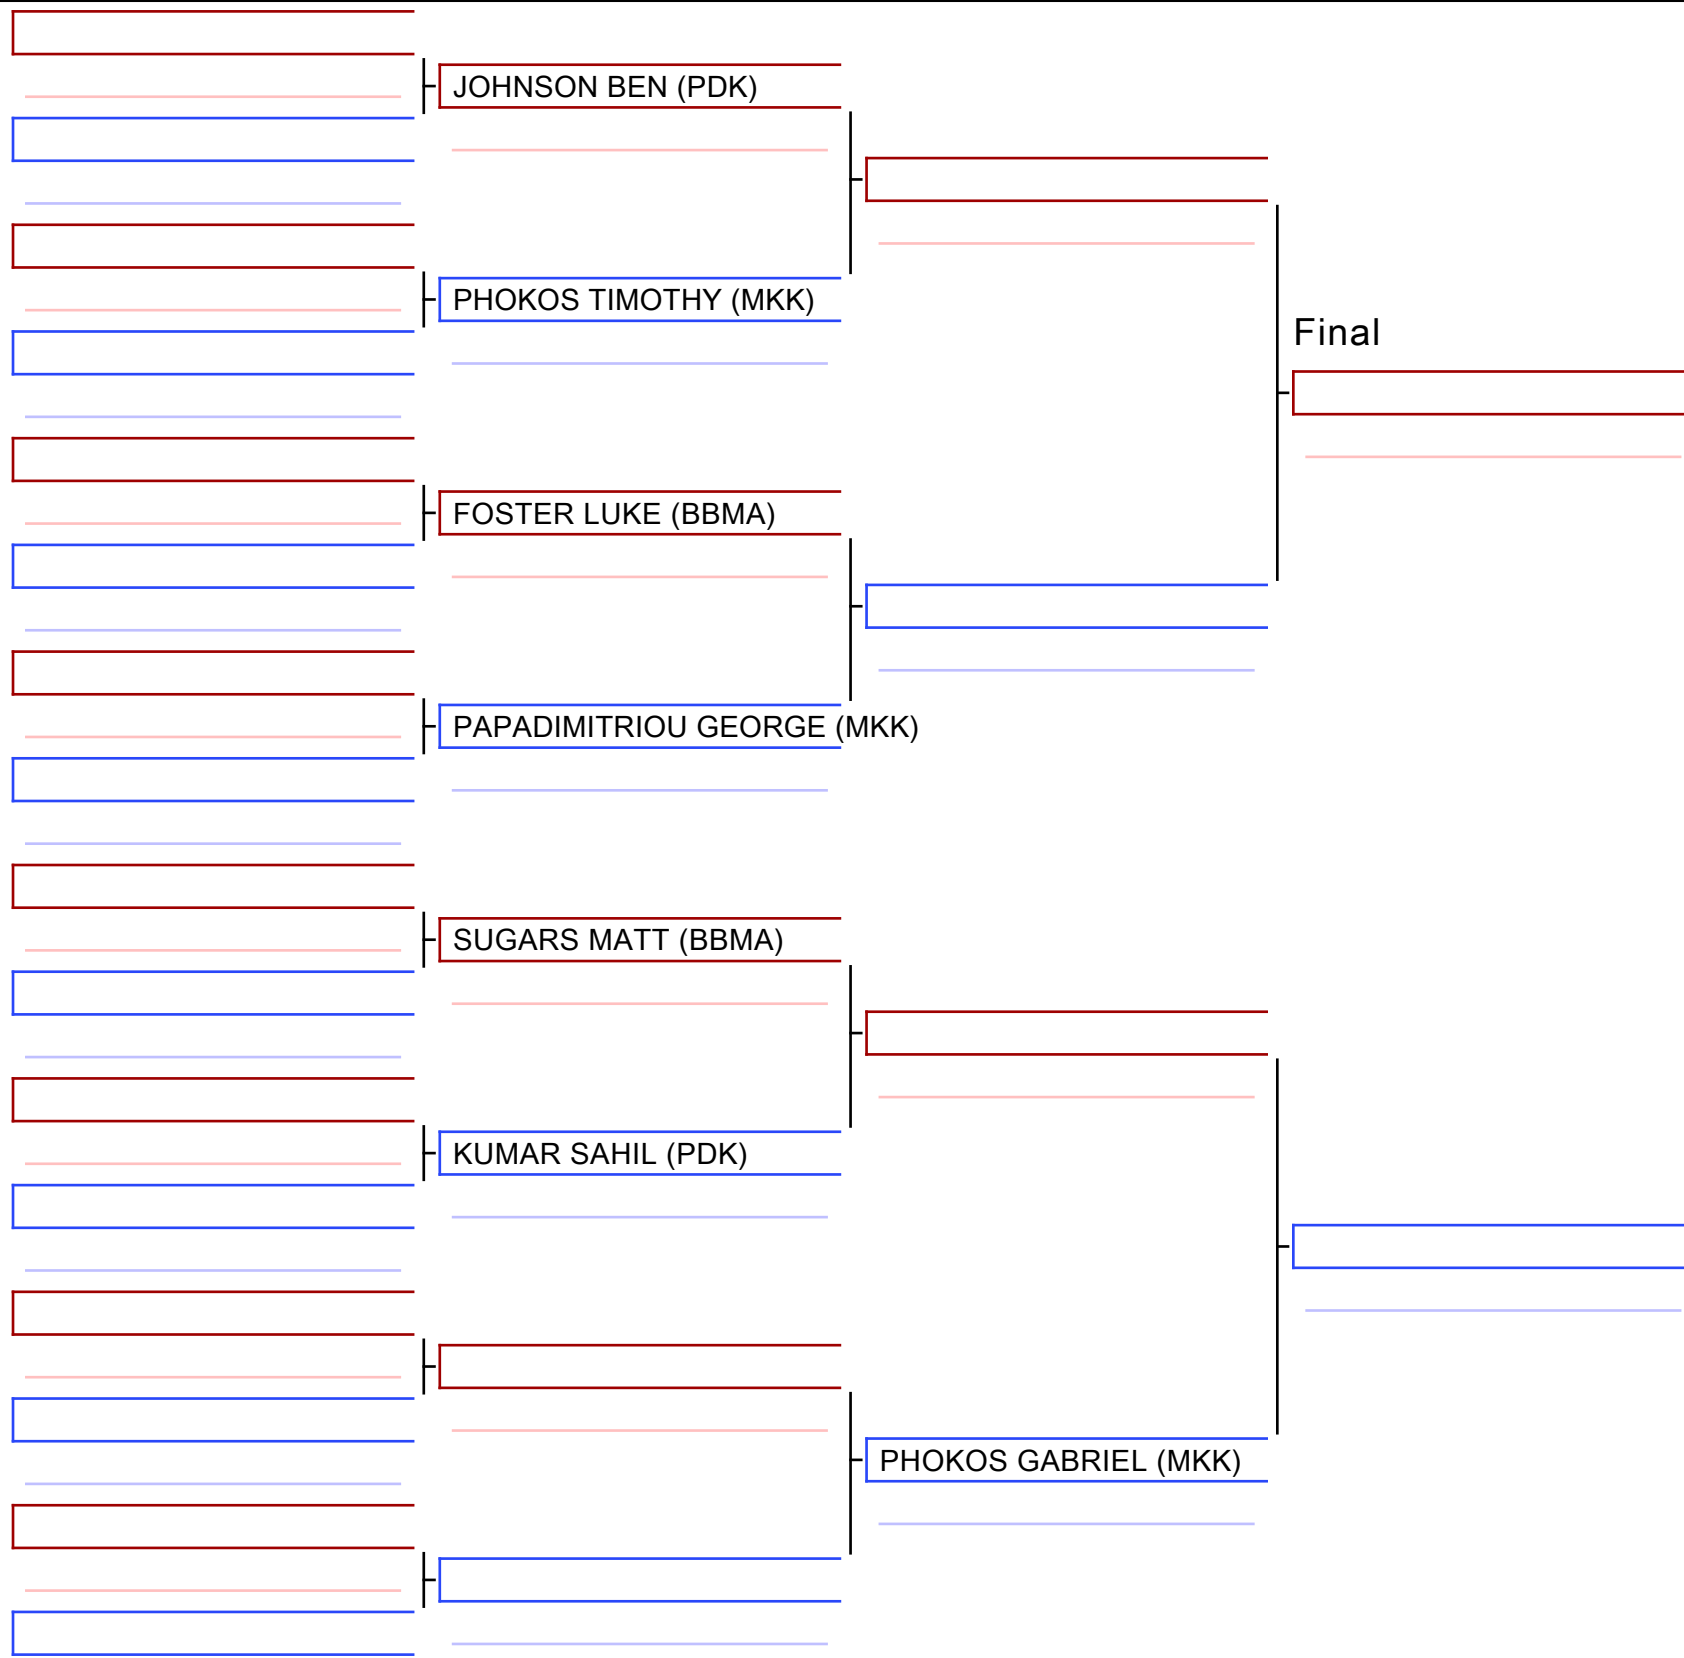 JOHNSON BEN (PDK)
PHOKOS TIMOTHY (MKK)
Final
FOSTER LUKE (BBMA)
PAPADIMITRIOU GEORGE (MKK)
SUGARS MATT (BBMA)
KUMAR SAHIL (PDK)
PHOKOS GABRIEL (MKK)